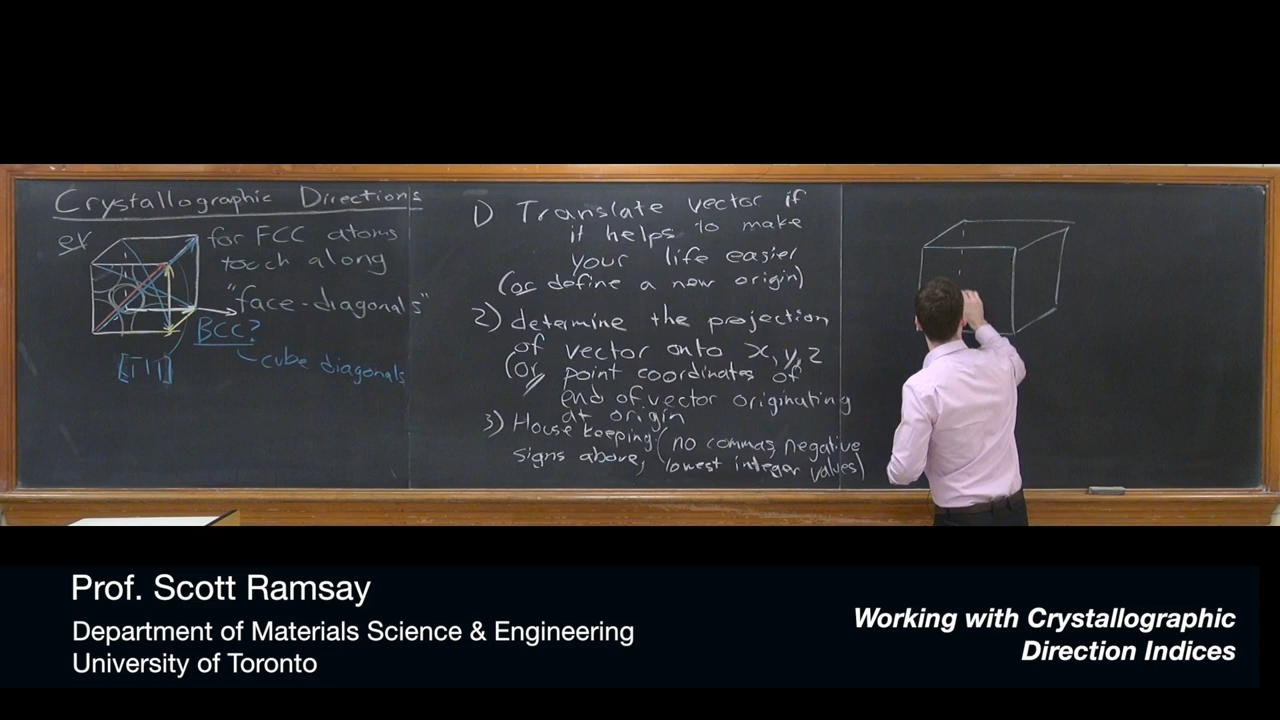 Crystallographic Directions
ex
for FCC atoms
touch along
"face-diagonals"
BCC?
cube diagonals
[1̅11]
1) Translate vector if
it helps to make
your life easier
(or define a new origin)
2) determine the projection
of vector onto x,y,z
(or point coordinates of
end of vector originating
at origin
3) House keeping (no commas, negative
signs above, lowest integer values)
Prof. Scott Ramsay
Department of Materials Science & Engineering
University of Toronto
Working with Crystallographic
Direction Indices